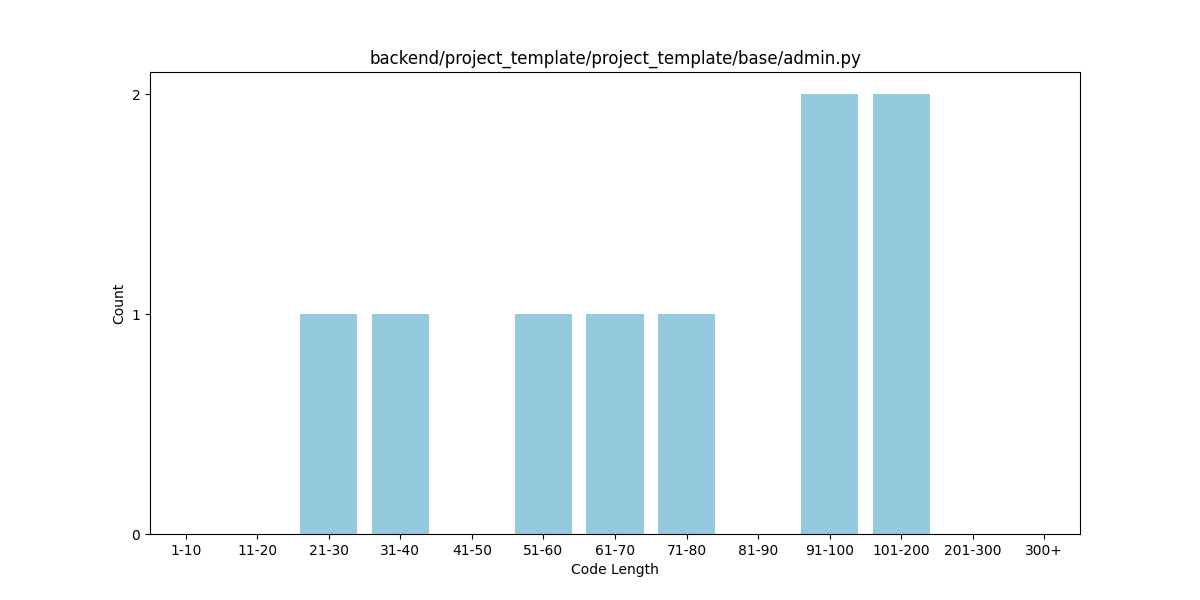 backend/project_template/project_template/base/admin.py
Count
2
1
0
1-10 11-20 21-30 31-40 41-50 51-60 61-70 71-80 81-90 91-100 101-200 201-300 300+
Code Length